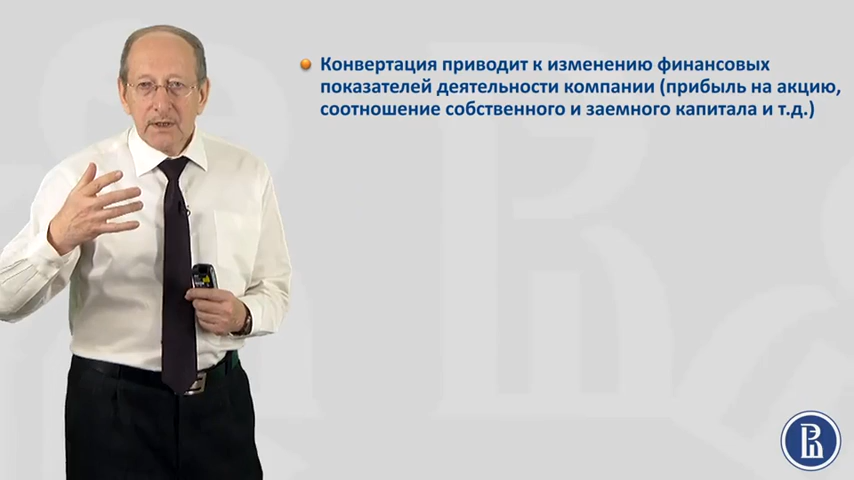 Конвертация приводит к изменению финансовых
показателей деятельности компании (прибыль на акцию,
соотношение собственного и заемного капитала и т.д.)